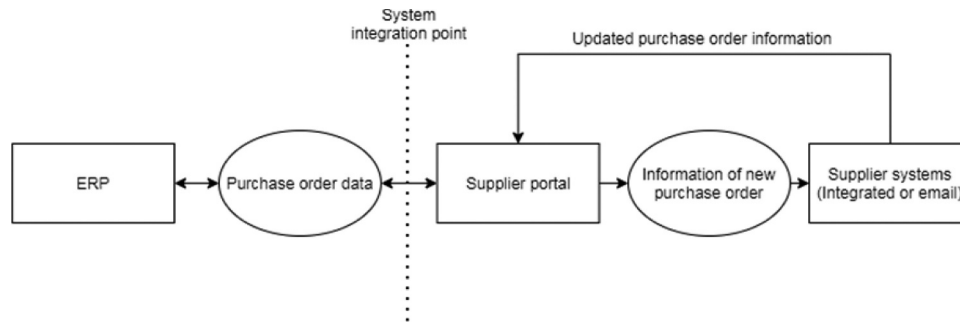 System
integration point
Updated purchase order information
ERP
Purchase order data
Supplier portal
Information of new
purchase order
Supplier systems
(Integrated or email)